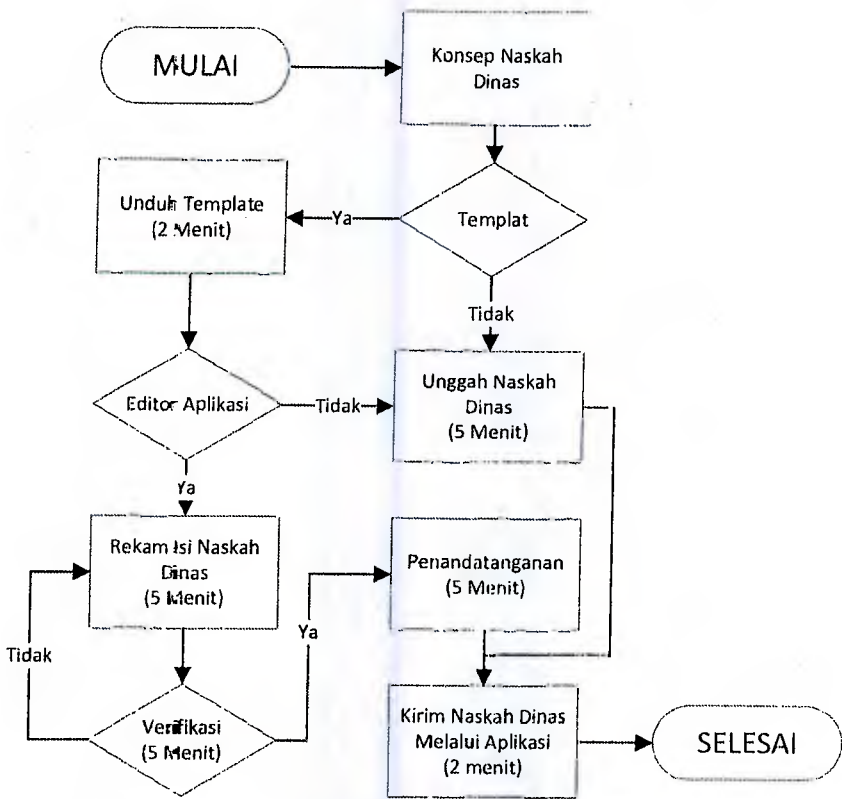 MULAI
Konsep Naskah
Dinas
Templat
Ya
Unduh Template
(2 Menit)
Tidak
Editor Aplikasi
Tidak
Unggah Naskah
Dinas
(5 Menit)
Ya
Rekam Isi Naskah
Dinas
(5 Menit)
Penandatanganan
(5 Menit)
Ya
Tidak
Verifikasi
(5 Menit)
Kirim Naskah Dinas
Melalui Aplikasi
(2 menit)
SELESAI